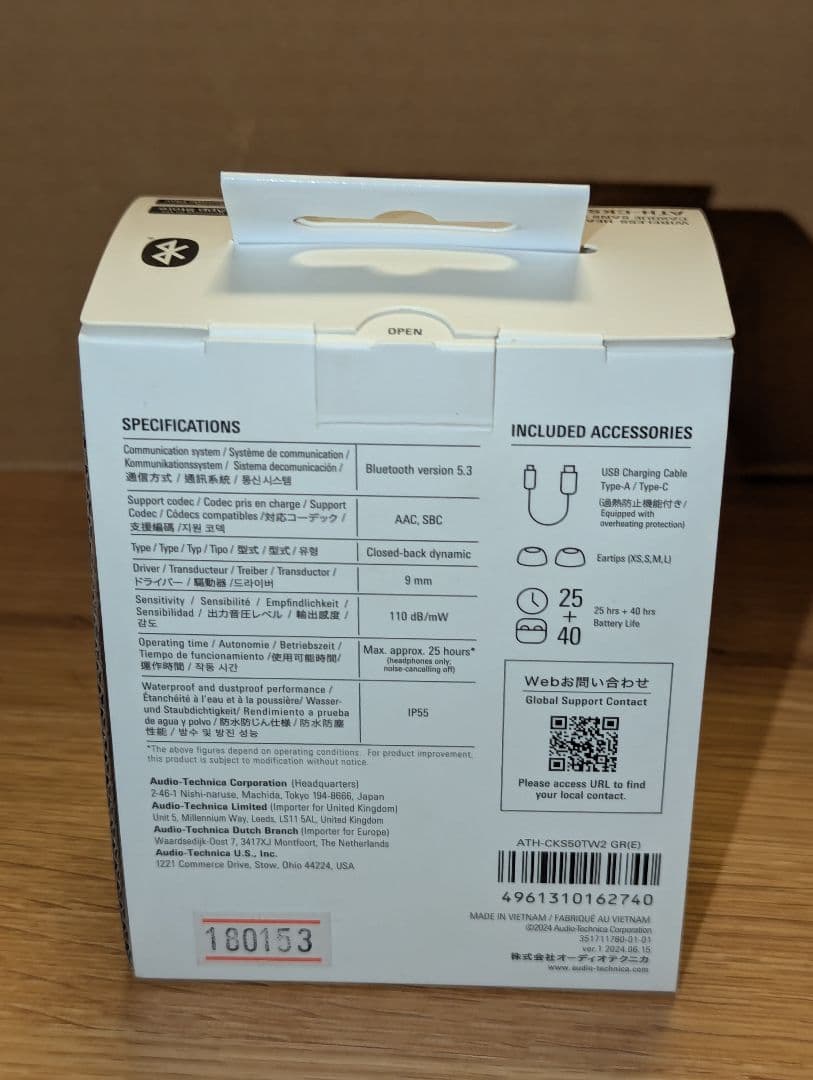 App Store
WIRELESS HEA
CASQUE SANS
ATH-CKS
OPEN
SPECIFICATIONS
Communication system / Système de communication /
Kommunikationssystem / Sistema decomunicación /
通信方式 / 通訊系統 / 통신 시스템
Bluetooth version 5.3
Support codec / Codec pris en charge / Support
Codec / Códecs compatibles /対応コーデック /
支援編碼 /지원 코덱
AAC, SBC
Type / Type / Typ / Tipo / 型式 / 型式 / 유형
Closed-back dynamic
Driver / Transducteur / Treiber / Transductor /
ドライバー / 驅動器 /드라이버
9 mm
Sensitivity / Sensibilité / Empfindlichkeit /
Sensibilidad / 出力音圧レベル / 輸出感度 /
감도
110 dB/mW
Operating time / Autonomie / Betriebszeit /
Tiempo de funcionamiento /使用可能時間/
運作時間 / 작동 시간
Max. approx. 25 hours*
(headphones only;
noise-cancelling off)
Waterproof and dustproof performance /
Étanchéité à l'eau et à la poussière/ Wasser-
und Staubdichtigkeit/ Rendimiento a prueba
de agua y polvo / 防水防じん仕様 / 防水防塵
性能 / 방수 및 방진 성능
IP55
*The above figures depend on operating conditions. For product improvement,
this product is subject to modification without notice.
Audio-Technica Corporation (Headquarters)
2-46-1 Nishi-naruse, Machida, Tokyo 194-8666, Japan
Audio-Technica Limited (Importer for United Kingdom)
Unit 5, Millennium Way, Leeds, LS11 5AL, United Kingdom
Audio-Technica Dutch Branch (Importer for Europe)
Waardsedijk-Oost 7, 3417XJ Montfoort, The Netherlands
Audio-Technica U.S., Inc.
1221 Commerce Drive, Stow, Ohio 44224, USA
180153
INCLUDED ACCESSORIES
USB Charging Cable
Type-A / Type-C
(過熱防止機能付き/
Equipped with
overheating protection)
Eartips (XS,S,M,L)
25
+
40
25 hrs + 40 hrs
Battery Life
Webお問い合わせ
Global Support Contact
Please access URL to find
your local contact.
ATH-CKS50TW2 GR(E)
4961310162740
MADE IN VIETNAM / FABRIQUÉ AU VIETNAM
©2024 Audio-Technica Corporation
351711760-01-01
ver.1 2024.06.15
株式会社オーディオテクニカ
www.audio-technica.com